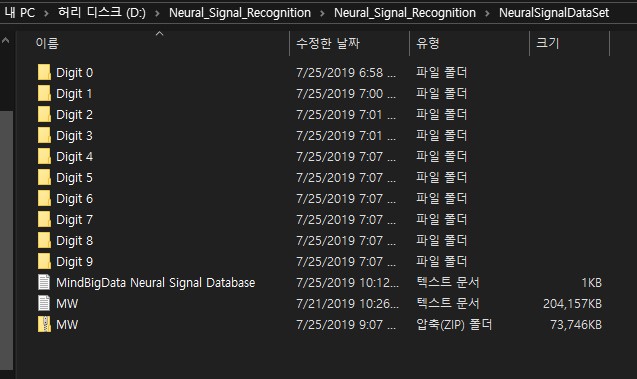 내 PC > 허리 디스크 (D:) > Neural_Signal_Recognition > Neural_Signal_Recognition > NeuralSignalDataSet
이름 수정한 날짜 유형 크기
Digit 0 7/25/2019 6:58 ... 파일 폴더
Digit 1 7/25/2019 7:00 ... 파일 폴더
Digit 2 7/25/2019 7:01 ... 파일 폴더
Digit 3 7/25/2019 7:01 ... 파일 폴더
Digit 4 7/25/2019 7:07 ... 파일 폴더
Digit 5 7/25/2019 7:07 ... 파일 폴더
Digit 6 7/25/2019 7:07 ... 파일 폴더
Digit 7 7/25/2019 7:07 ... 파일 폴더
Digit 8 7/25/2019 7:07 ... 파일 폴더
Digit 9 7/25/2019 7:07 ... 파일 폴더
MindBigData Neural Signal Database 7/25/2019 10:12... 텍스트 문서 1KB
MW 7/21/2019 10:26... 텍스트 문서 204,157KB
MW 7/25/2019 9:07 ... 압축(ZIP) 폴더 73,746KB